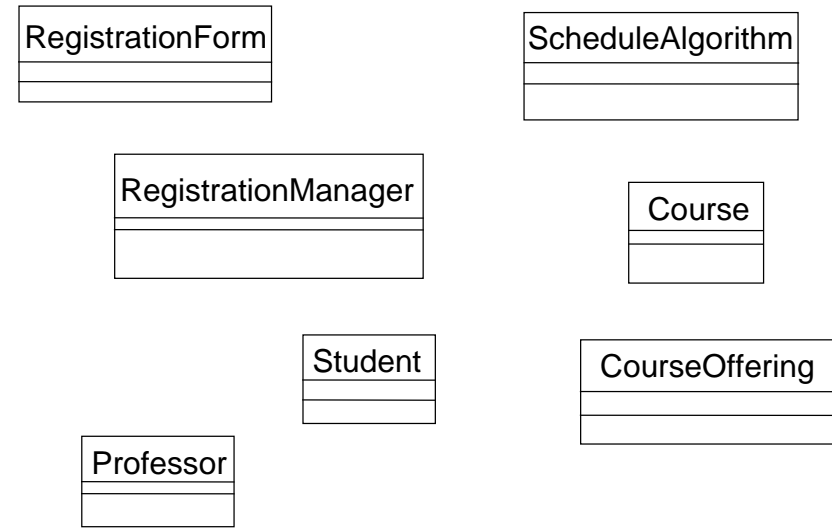 RegistrationForm
ScheduleAlgorithm
RegistrationManager
Course
Student
CourseOffering
Professor